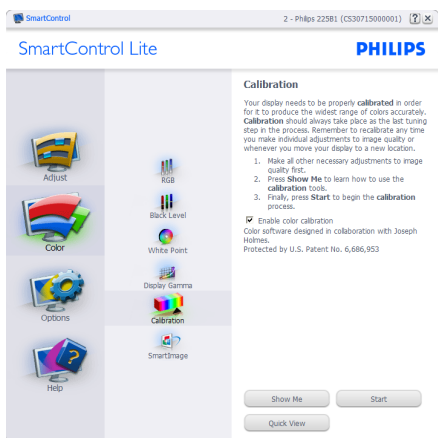 SmartControl
2 - Philips 225B1 (CS30715000001)
SmartControl Lite
PHILIPS
Adjust
Color
Options
Help
RGB
Black Level
White Point
Display Gamma
Calibration
SmartImage
Calibration
Your display needs to be properly calibrated in order
for it to produce the widest range of colors accurately.
Calibration should always take place as the last tuning
step in the process. Remember to recalibrate any time
you make individual adjustments to image quality or
whenever you move your display to a new location.
1. Make all other necessary adjustments to image
quality first.
2. Press Show Me to learn how to use the
calibration tools.
3. Finally, press Start to begin the calibration
process.
Enable color calibration
Color software designed in collaboration with Joseph
Holmes.
Protected by U.S. Patent No. 6,686,953
Show Me
Start
Quick View